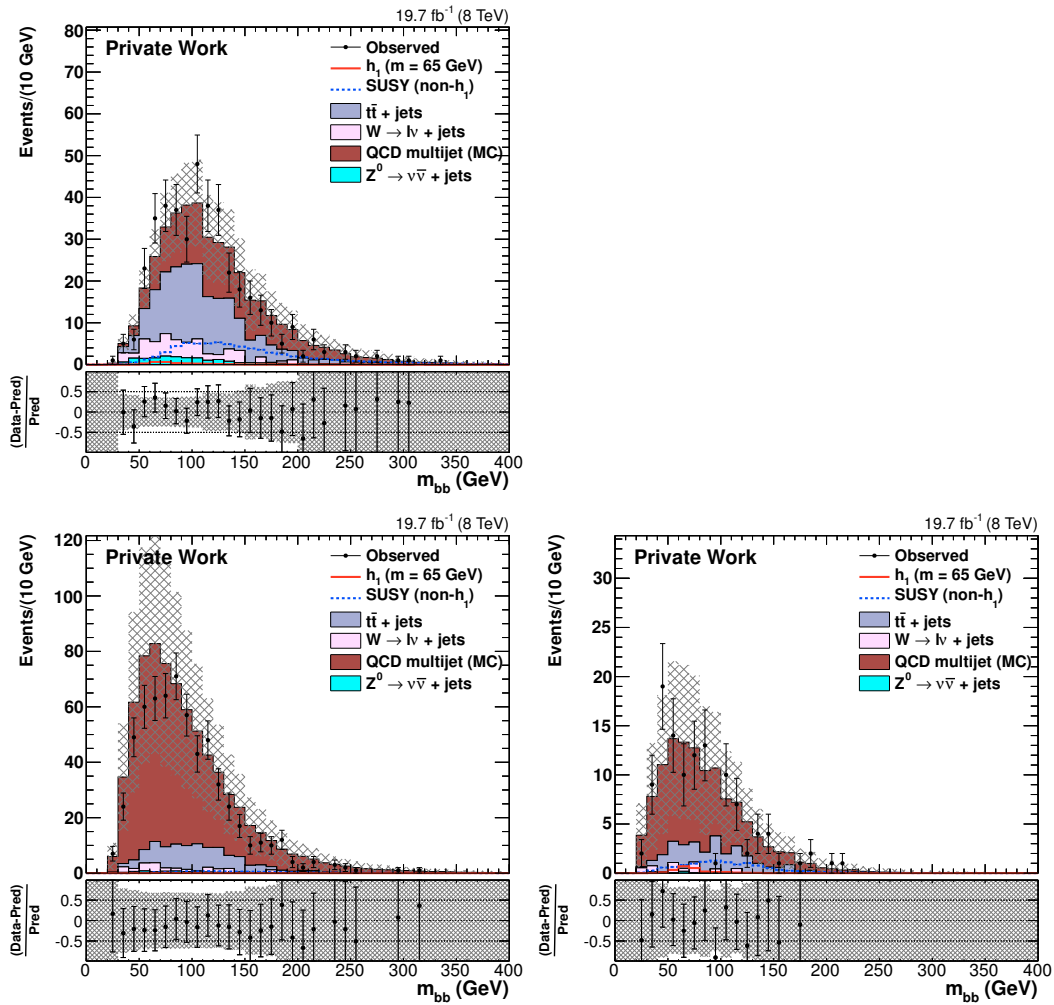 19.7 fb⁻¹ (8 TeV)
Private Work
Observed
h₁ (m = 65 GeV)
SUSY (non-h₁)
tt̄ + jets
W → lν + jets
QCD multijet (MC)
Z⁰ → νν̄ + jets
Events/(10 GeV)
80
70
60
50
40
30
20
10
0
(Data-Pred)
Pred
0.5
0
-0.5
0 50 100 150 200 250 300 350 400
m_bb (GeV)
19.7 fb⁻¹ (8 TeV)
Private Work
Observed
h₁ (m = 65 GeV)
SUSY (non-h₁)
tt̄ + jets
W → lν + jets
QCD multijet (MC)
Z⁰ → νν̄ + jets
Events/(10 GeV)
120
100
80
60
40
20
0
(Data-Pred)
Pred
0.5
0
-0.5
0 50 100 150 200 250 300 350 400
m_bb (GeV)
19.7 fb⁻¹ (8 TeV)
Private Work
Observed
h₁ (m = 65 GeV)
SUSY (non-h₁)
tt̄ + jets
W → lν + jets
QCD multijet (MC)
Z⁰ → νν̄ + jets
Events/(10 GeV)
30
25
20
15
10
5
0
(Data-Pred)
Pred
0.5
0
-0.5
0 50 100 150 200 250 300 350 400
m_bb (GeV)